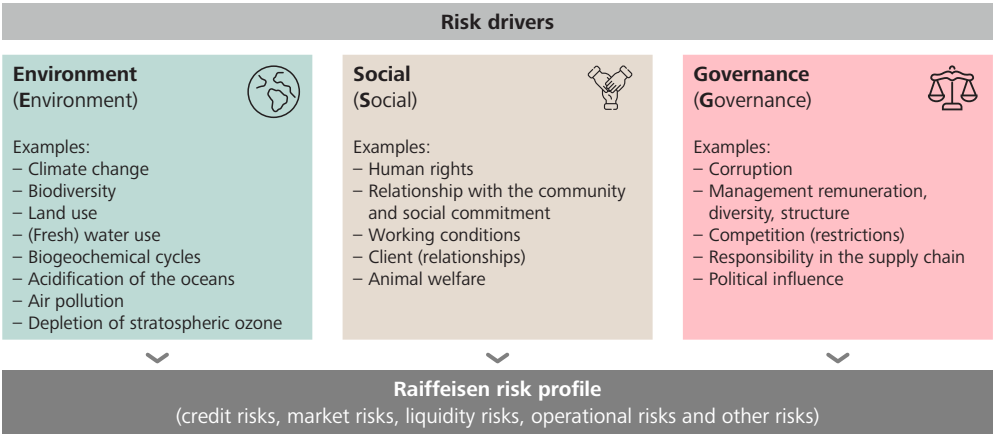 Risk drivers
Environment
(Environment)
Examples:
– Climate change
– Biodiversity
– Land use
– (Fresh) water use
– Biogeochemical cycles
– Acidification of the oceans
– Air pollution
– Depletion of stratospheric ozone
Social
(Social)
Examples:
– Human rights
– Relationship with the community
and social commitment
– Working conditions
– Client (relationships)
– Animal welfare
Governance
(Governance)
Examples:
– Corruption
– Management remuneration,
diversity, structure
– Competition (restrictions)
– Responsibility in the supply chain
– Political influence
Raiffeisen risk profile
(credit risks, market risks, liquidity risks, operational risks and other risks)